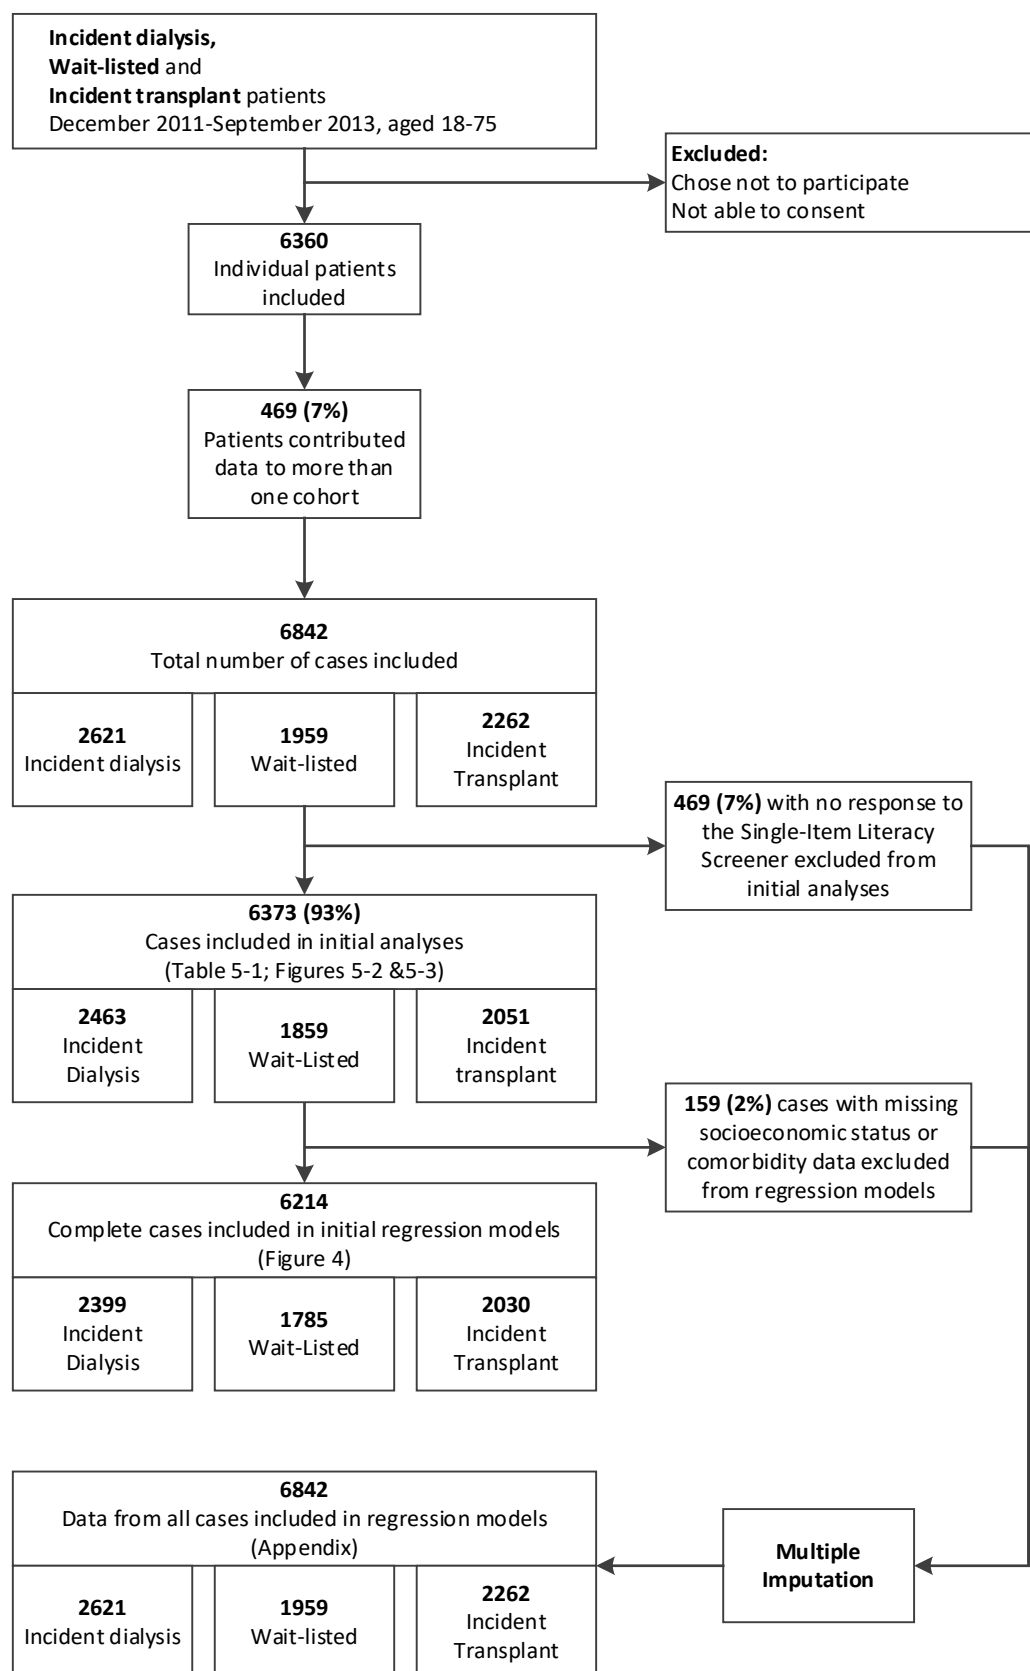 Incident dialysis,
Wait-listed and
Incident transplant patients
December 2011-September 2013, aged 18-75
Excluded:
Chose not to participate
Not able to consent
6360
Individual patients
included
469 (7%)
Patients contributed
data to more than
one cohort
6842
Total number of cases included
2621
Incident dialysis
1959
Wait-listed
2262
Incident
Transplant
469 (7%) with no response to
the Single-Item Literacy
Screener excluded from
initial analyses
6373 (93%)
Cases included in initial analyses
(Table 5-1; Figures 5-2 &5-3)
2463
Incident
Dialysis
1859
Wait-Listed
2051
Incident
transplant
159 (2%) cases with missing
socioeconomic status or
comorbidity data excluded
from regression models
6214
Complete cases included in initial regression models
(Figure 4)
2399
Incident
Dialysis
1785
Wait-Listed
2030
Incident
Transplant
6842
Data from all cases included in regression models
(Appendix)
2621
Incident dialysis
1959
Wait-listed
2262
Incident
Transplant
Multiple
Imputation